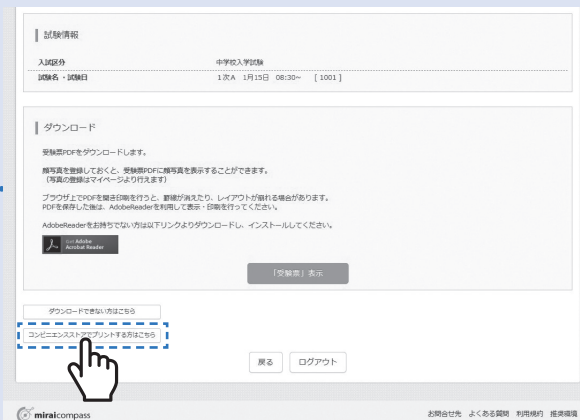 試験情報
入試区分 中学校入学試験
試験名・試験日 1次A 1月15日 08:30~ [1001]
ダウンロード
受験票PDFをダウンロードします。
顔写真を登録しておくと、受験票PDFに顔写真を表示することができます。
(写真の登録はマイページより行えます)
ブラウザ上でPDFを開き印刷を行うと、罫線が消えたり、レイアウトが崩れる場合があります。
PDFを保存した後は、AdobeReaderを利用して表示・印刷を行ってください。
AdobeReaderをお持ちでない方は以下リンクよりダウンロードし、インストールしてください。
Get Adobe
Acrobat Reader
「受験票」表示
ダウンロードできない方はこちら
コンビニエンスストアでプリントする方はこちら
戻る ログアウト
miraicompass お問合せ先 よくある質問 利用規約 推奨環境